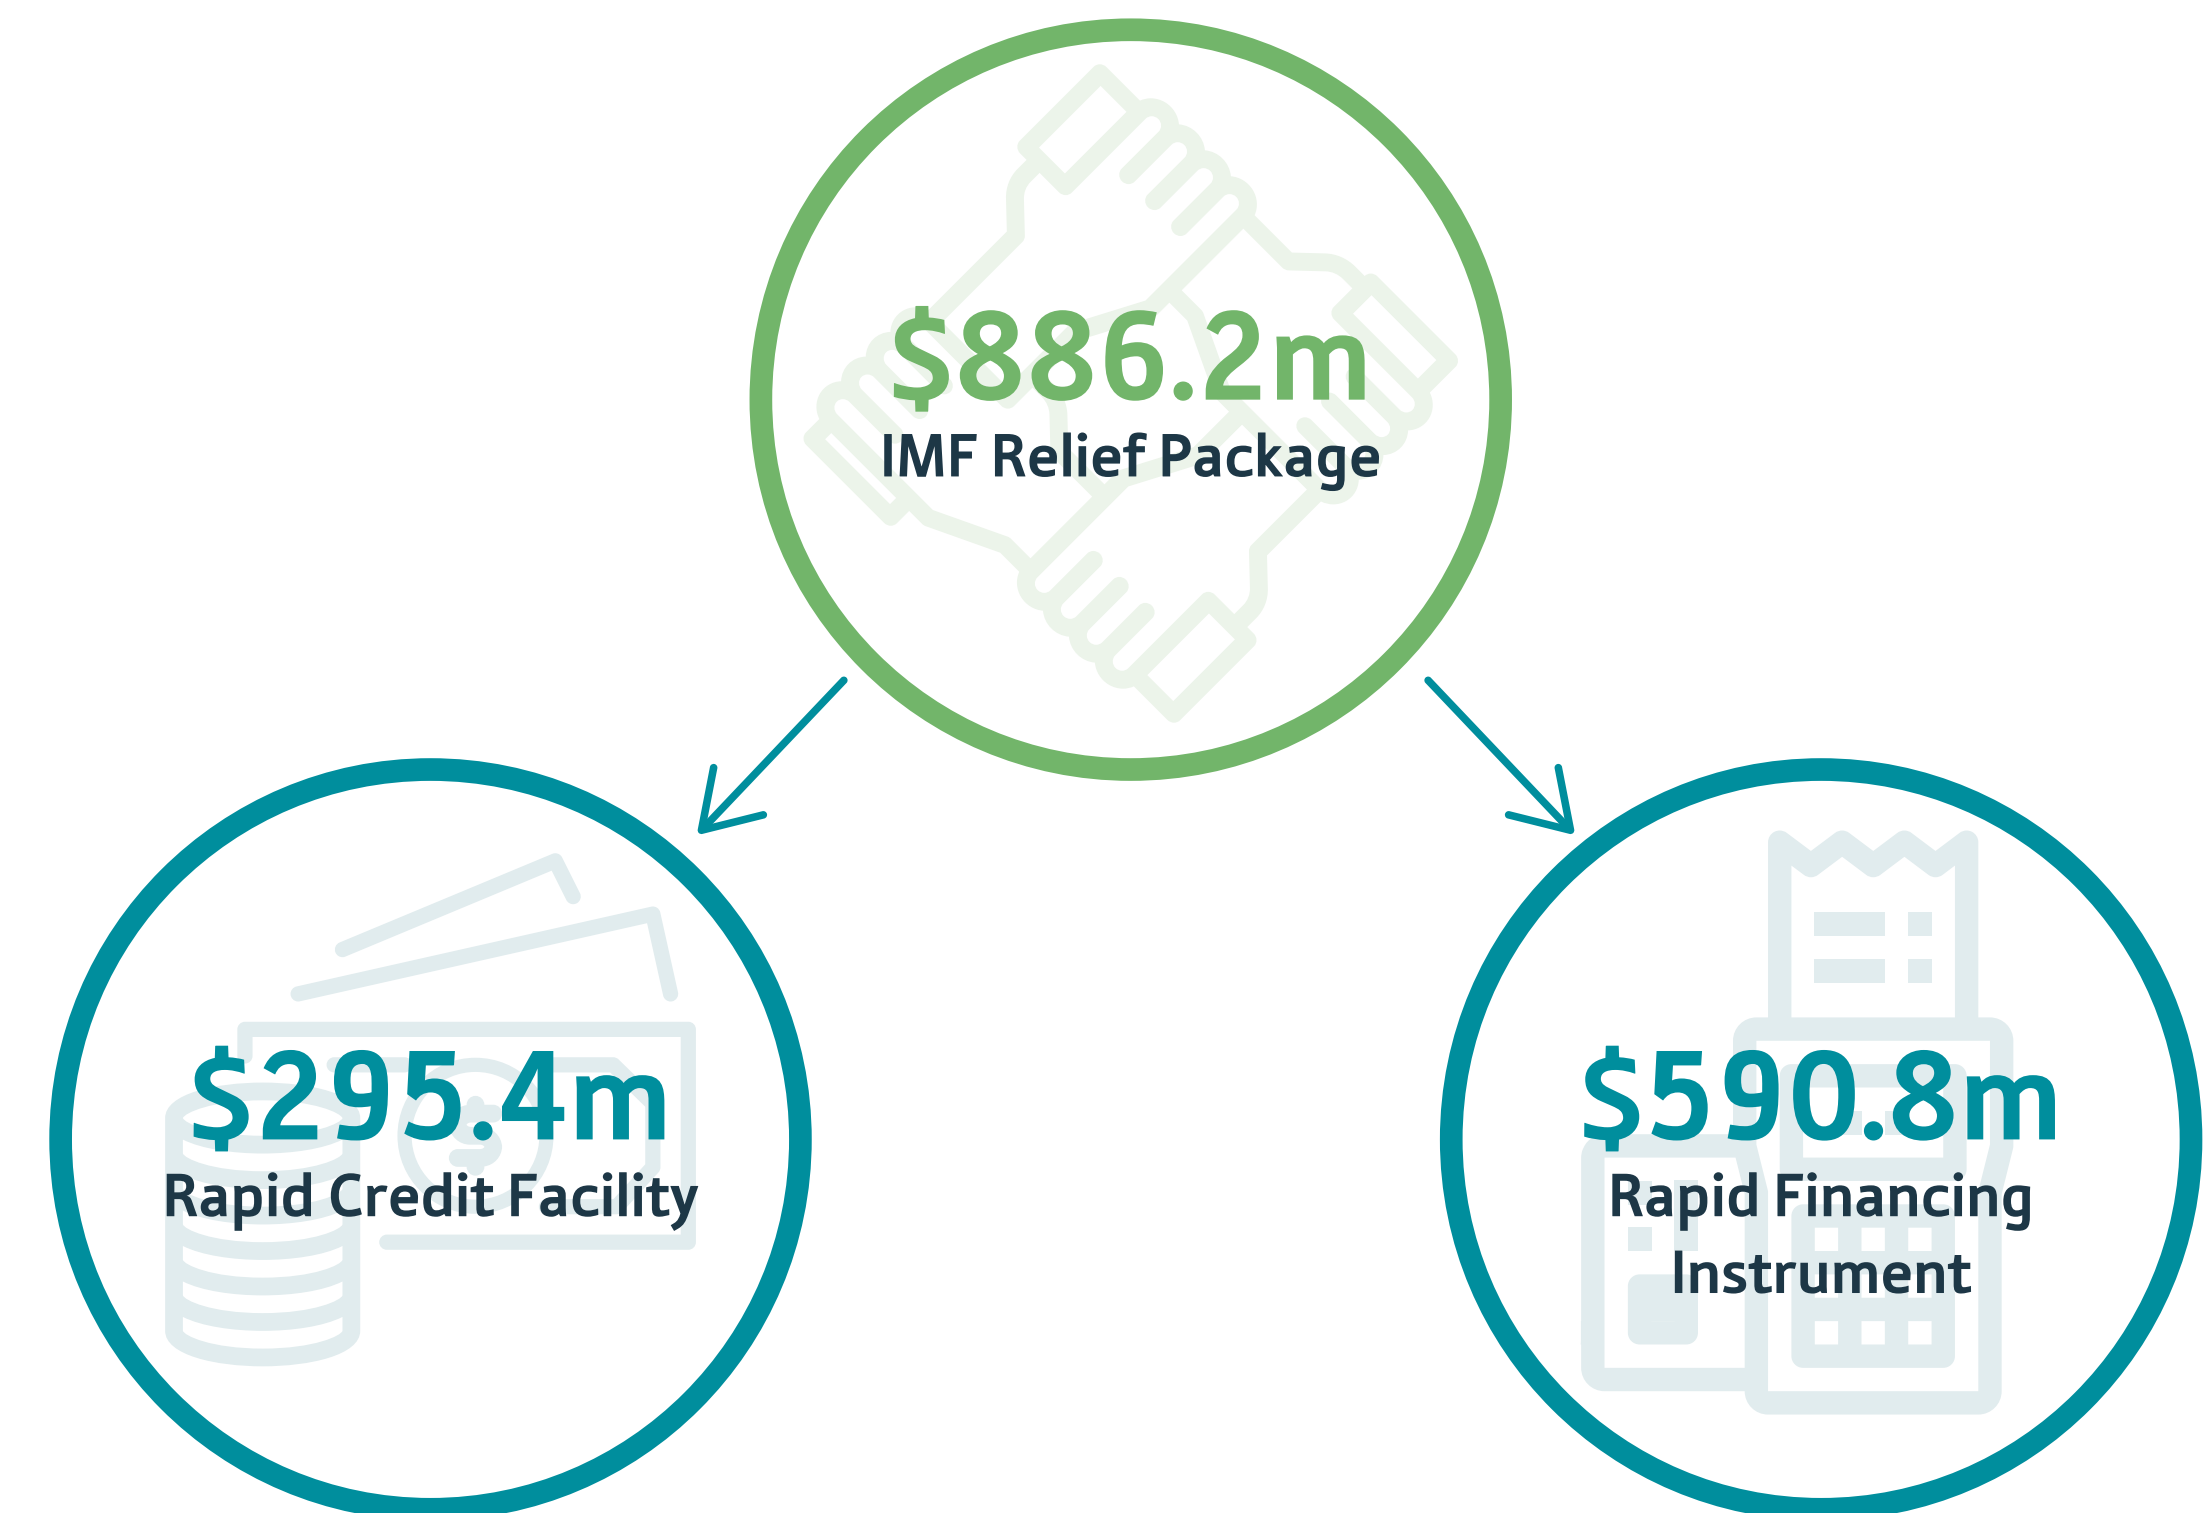 $886.2m
IMF Relief Package
$295.4m
Rapid Credit Facility
$590.8m
Rapid Financing
Instrument